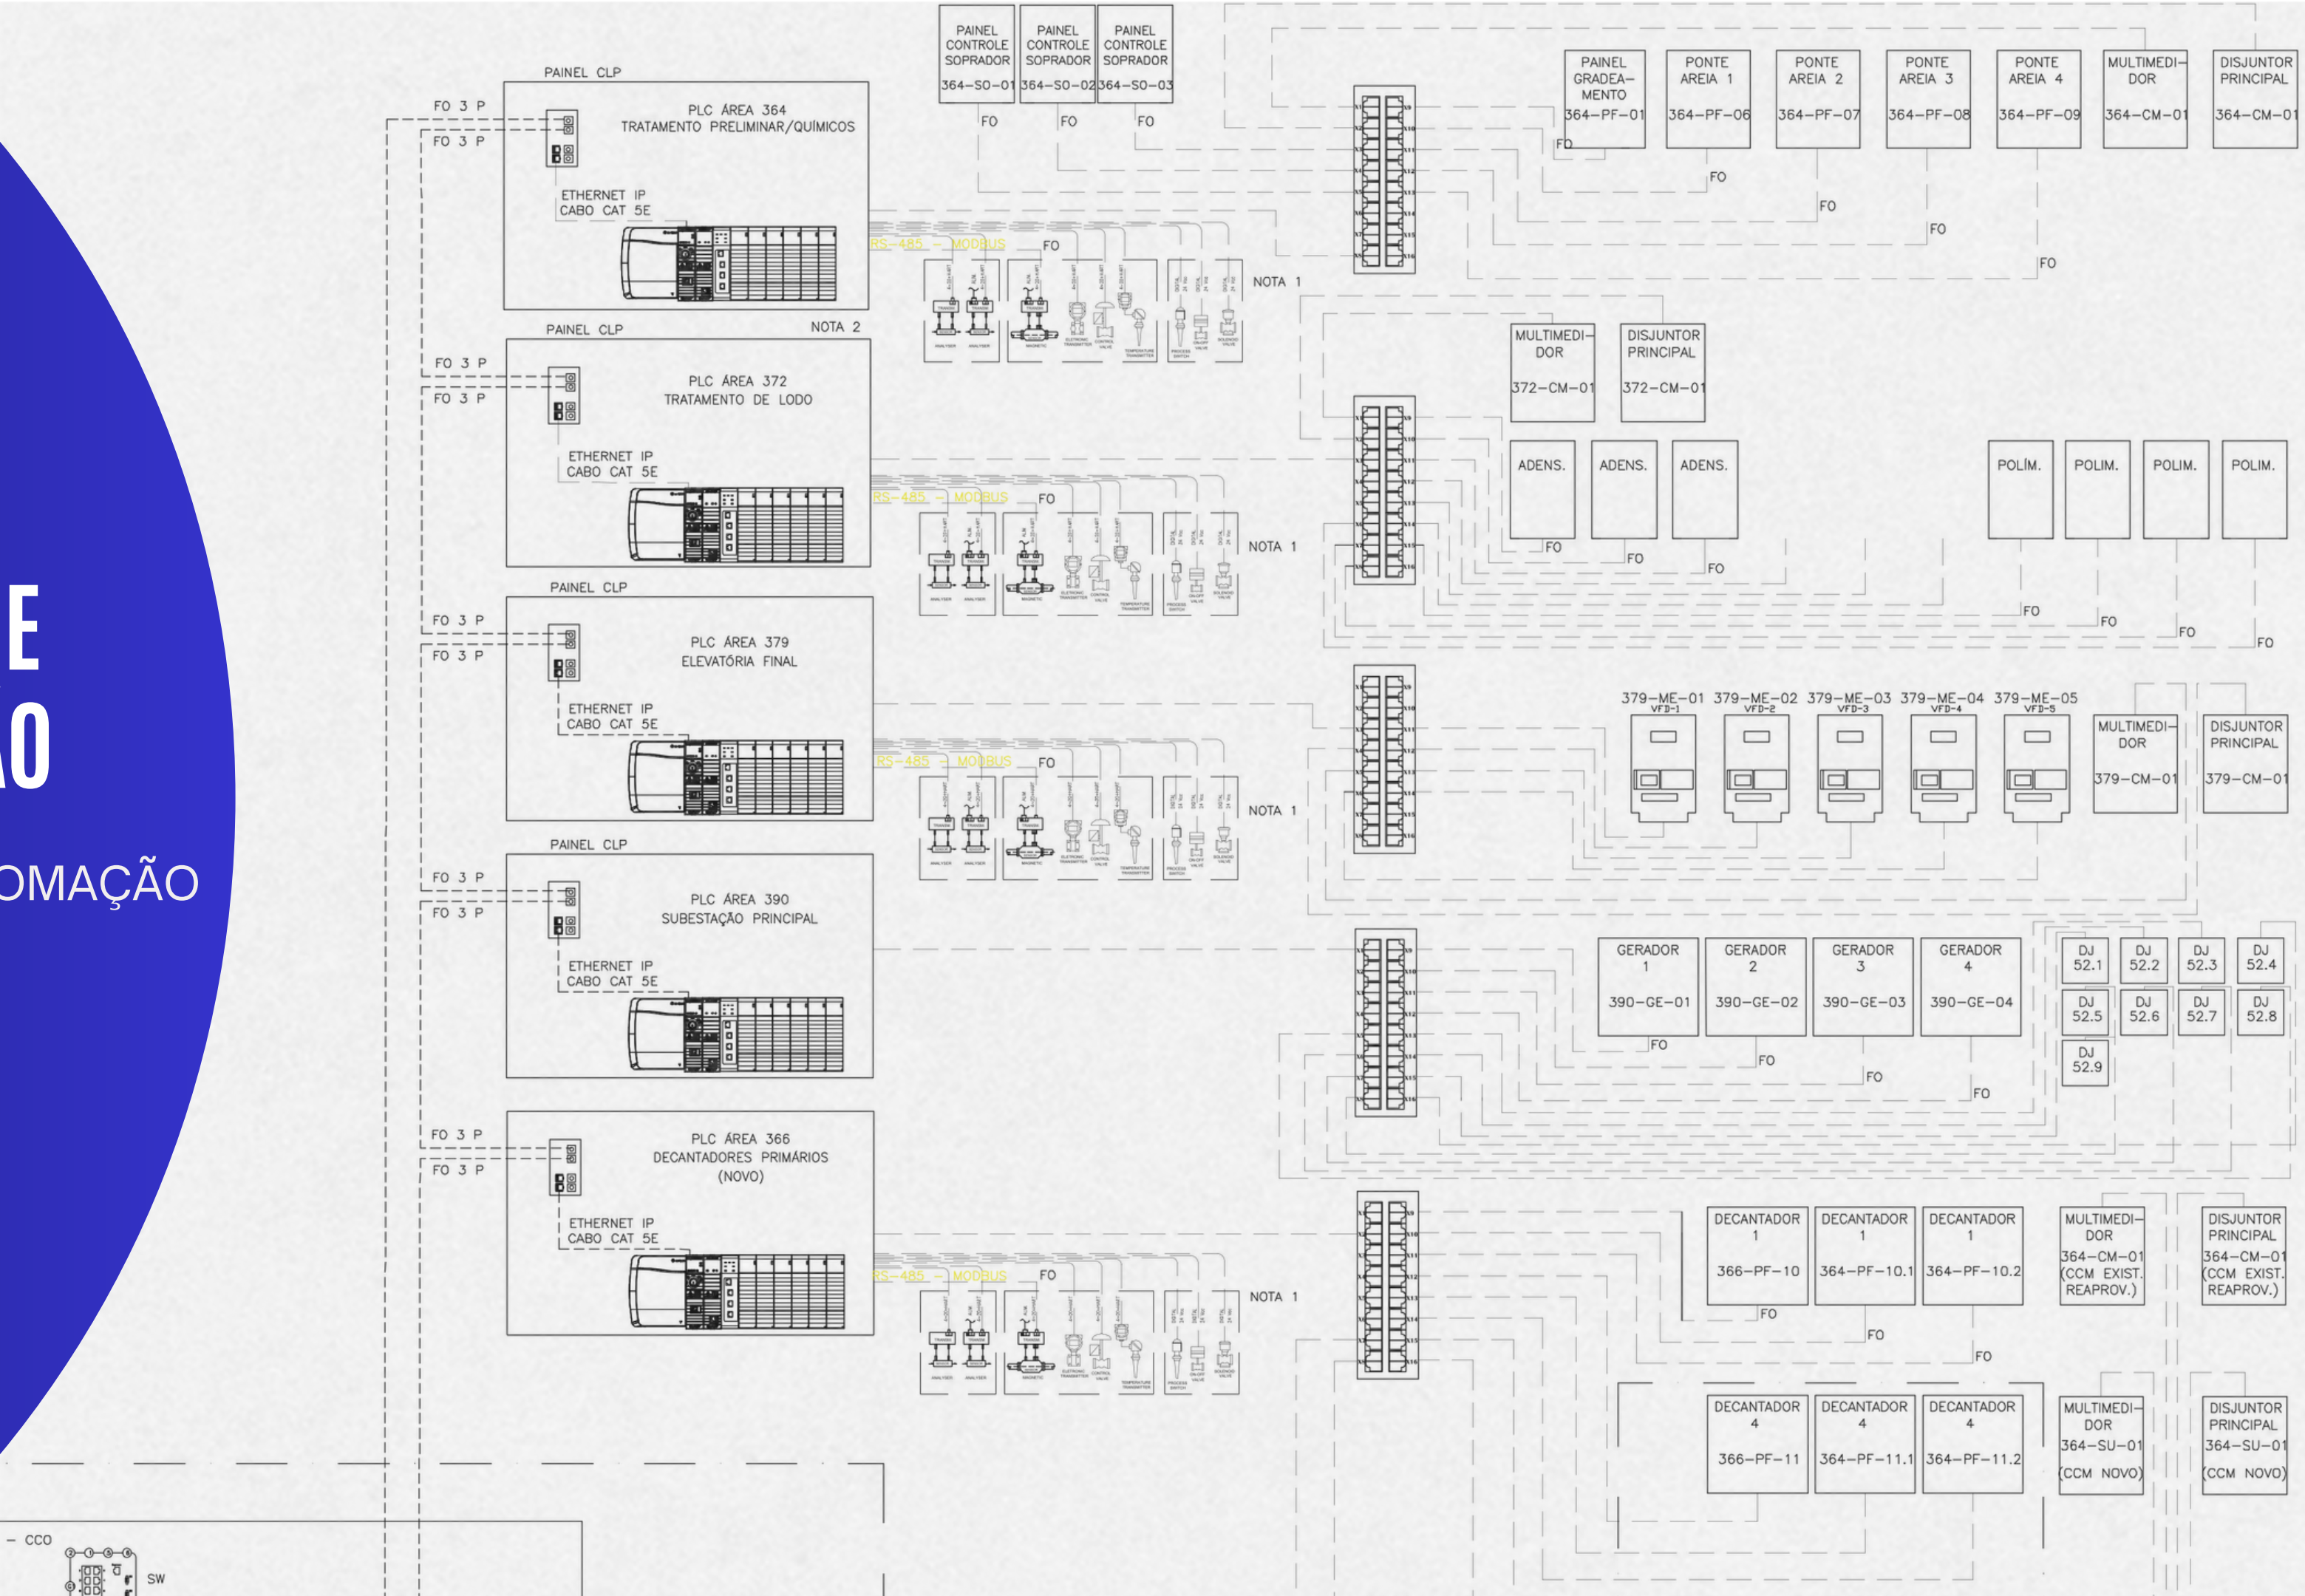 E
ÃO
OMAÇÃO
PAINEL CLP
FO 3 P
FO 3 P
PLC ÁREA 364
TRATAMENTO PRELIMINAR/QUÍMICOS
ETHERNET IP
CABO CAT 5E
RS-485 - MODBUS
FO
NOTA 1
PAINEL
CONTROLE
SOPRADOR
364-SO-01
FO
PAINEL
CONTROLE
SOPRADOR
364-SO-02
FO
PAINEL
CONTROLE
SOPRADOR
364-SO-03
FO
PAINEL
GRADEA-
MENTO
364-PF-01
FO
PONTE
AREIA 1
364-PF-06
FO
PONTE
AREIA 2
364-PF-07
FO
PONTE
AREIA 3
364-PF-08
FO
PONTE
AREIA 4
364-PF-09
FO
MULTIMEDI-
DOR
364-CM-01
DISJUNTOR
PRINCIPAL
364-CM-01
PAINEL CLP
NOTA 2
FO 3 P
FO 3 P
PLC ÁREA 372
TRATAMENTO DE LODO
ETHERNET IP
CABO CAT 5E
RS-485 - MODBUS
FO
NOTA 1
MULTIMEDI-
DOR
372-CM-01
DISJUNTOR
PRINCIPAL
372-CM-01
ADENS.
FO
ADENS.
FO
ADENS.
FO
POLÍM.
FO
POLIM.
FO
POLIM.
FO
POLIM.
FO
PAINEL CLP
FO 3 P
FO 3 P
PLC ÁREA 379
ELEVATÓRIA FINAL
ETHERNET IP
CABO CAT 5E
RS-485 - MODBUS
FO
NOTA 1
379-ME-01
VFD-1
379-ME-02
VFD-2
379-ME-03
VFD-3
379-ME-04
VFD-4
379-ME-05
VFD-5
MULTIMEDI-
DOR
379-CM-01
DISJUNTOR
PRINCIPAL
379-CM-01
PAINEL CLP
FO 3 P
FO 3 P
PLC ÁREA 390
SUBESTAÇÃO PRINCIPAL
ETHERNET IP
CABO CAT 5E
GERADOR
1
390-GE-01
FO
GERADOR
2
390-GE-02
FO
GERADOR
3
390-GE-03
FO
GERADOR
4
390-GE-04
FO
DJ
52.1
DJ
52.2
DJ
52.3
DJ
52.4
DJ
52.5
DJ
52.6
DJ
52.7
DJ
52.8
DJ
52.9
FO 3 P
FO 3 P
PLC ÁREA 366
DECANTADORES PRIMÁRIOS
(NOVO)
ETHERNET IP
CABO CAT 5E
RS-485 - MODBUS
FO
NOTA 1
DECANTADOR
1
366-PF-10
FO
DECANTADOR
1
364-PF-10.1
FO
DECANTADOR
1
364-PF-10.2
FO
MULTIMEDI-
DOR
364-CM-01
(CCM EXIST.
REAPROV.)
DISJUNTOR
PRINCIPAL
364-CM-01
(CCM EXIST.
REAPROV.)
DECANTADOR
4
366-PF-11
DECANTADOR
4
364-PF-11.1
DECANTADOR
4
364-PF-11.2
MULTIMEDI-
DOR
364-SU-01
(CCM NOVO)
DISJUNTOR
PRINCIPAL
364-SU-01
(CCM NOVO)
- CCO
SW